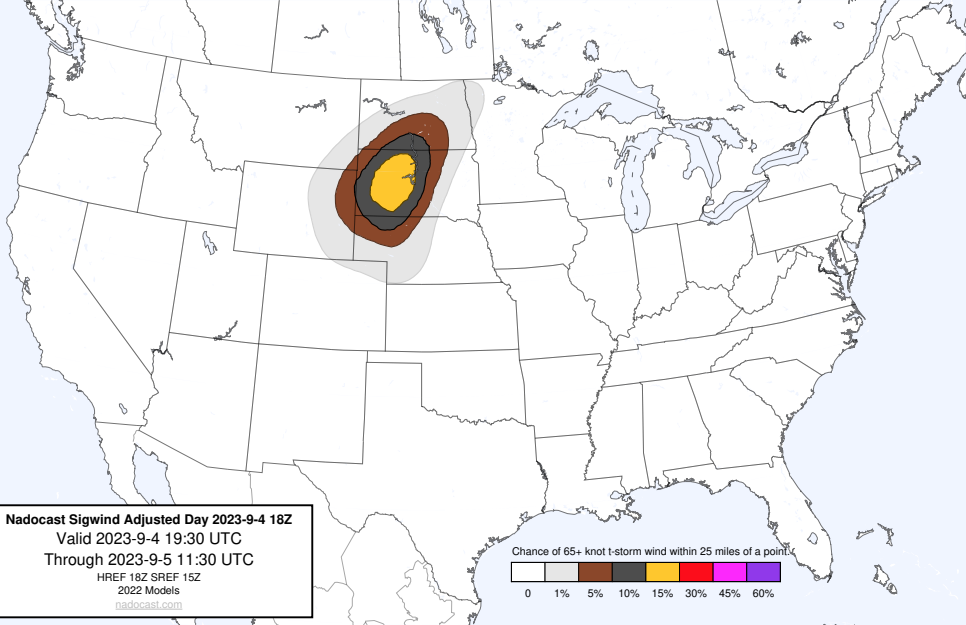 Nadocast Sigwind Adjusted Day 2023-9-4 18Z
Valid 2023-9-4 19:30 UTC
Through 2023-9-5 11:30 UTC
HREF 18Z SREF 15Z
2022 Models
nadocast.com
Chance of 65+ knot t-storm wind within 25 miles of a point.
0 1% 5% 10% 15% 30% 45% 60%